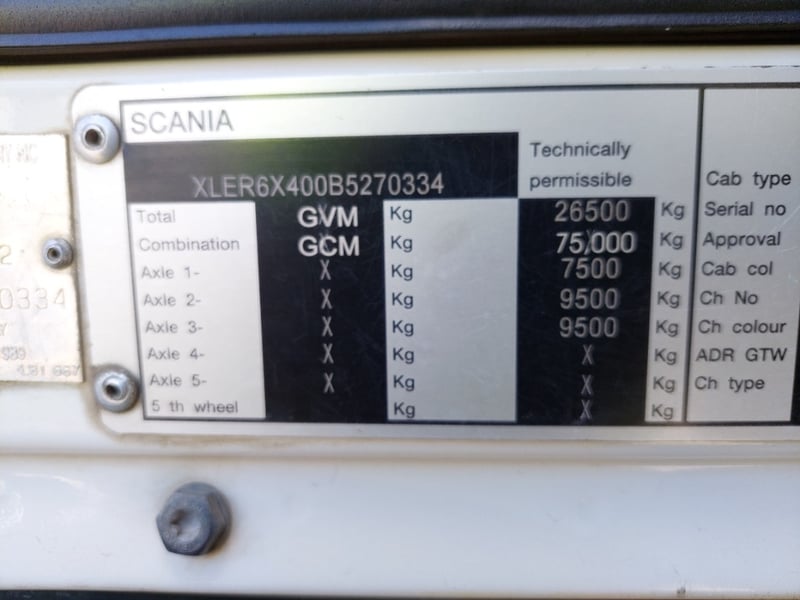 SCANIA
XLER6X400B5270334
Technically
permissible
Total GVM Kg 26500 Kg
Combination GCM Kg 75,000 Kg
Axle 1- X Kg 7500 Kg
Axle 2- X Kg 9500 Kg
Axle 3- X Kg 9500 Kg
Axle 4- X Kg X Kg
Axle 5- X Kg X Kg
5 th wheel Kg X Kg
Cab type
Serial no
Approval
Cab col
Ch No
Ch colour
ADR GTW
Ch type
2
0334